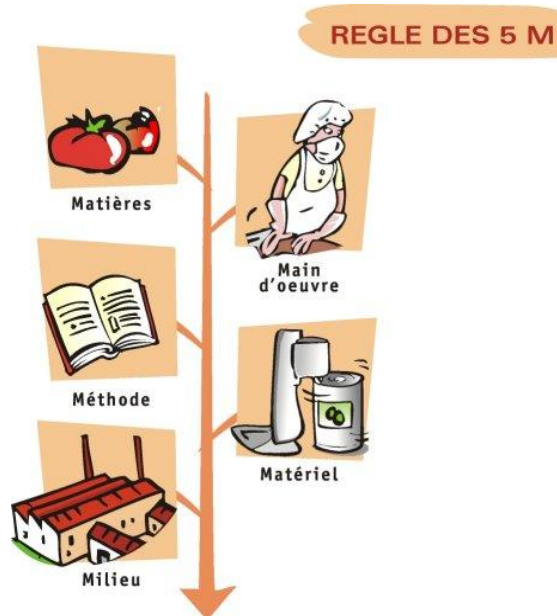 REGLE DES 5 M
Matières
Main
d'oeuvre
Méthode
Matériel
Milieu